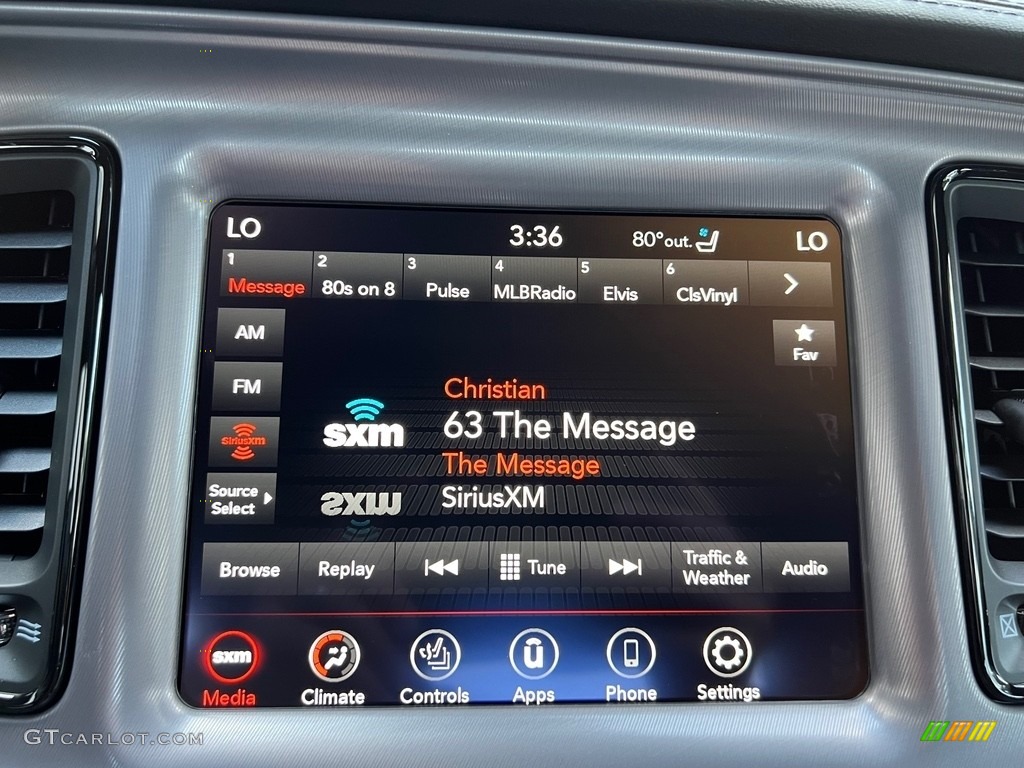 LO 3:36 80° out. LO
1 2 3 4 5 6
Message 80s on 8 Pulse MLBRadio Elvis ClsVinyl
AM
Fav
FM
Christian
sxm 63 The Message
SiriusXM
The Message
Source Select
sxm SiriusXM
Browse Replay Tune Traffic & Weather Audio
sxm
Media Climate Controls Apps Phone Settings
GTCARLOT.COM